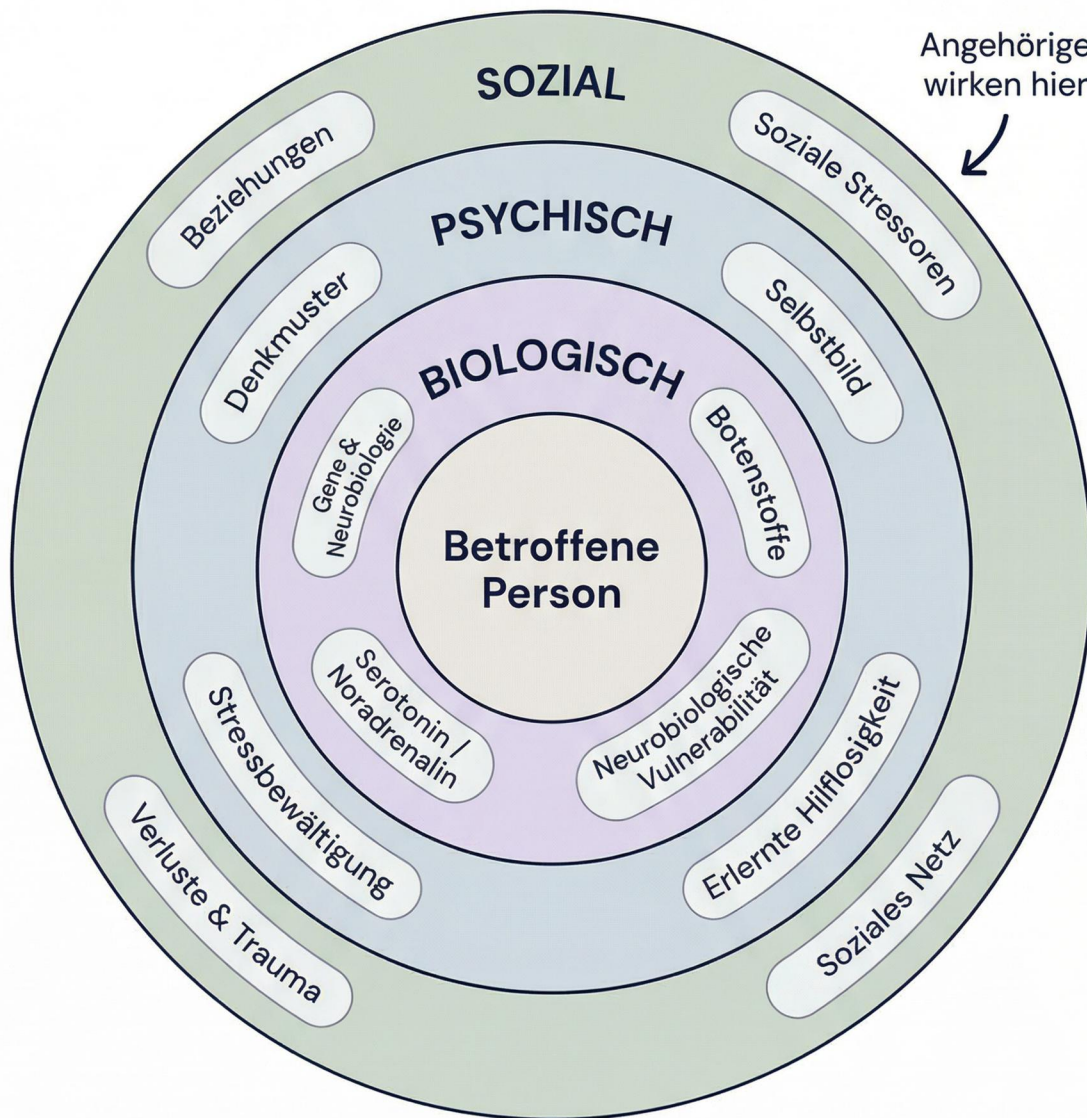 Angehörige
wirken hier
SOZIAL
Beziehungen
Soziale Stressoren
PSYCHISCH
Denkmuster
Selbstbild
BIOLOGISCH
Gene &
Neurobiologie
Botenstoffe
Betroffene
Person
Serotonin /
Noradrenalin
Neurobiologische
Vulnerabilität
Stressbewältigung
Erlernte Hilflosigkeit
Verluste & Trauma
Soziales Netz